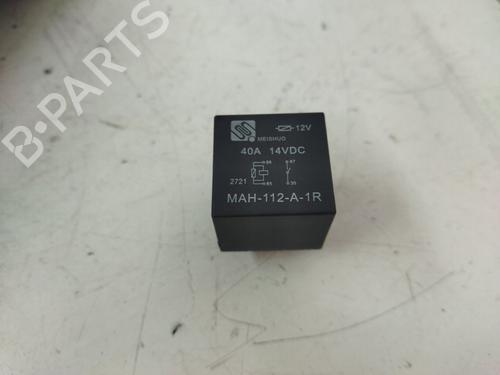 MEISHUO
12V
40A 14VDC
86 87
2721
85 30
MAH-112-A-1R
B-PARTS